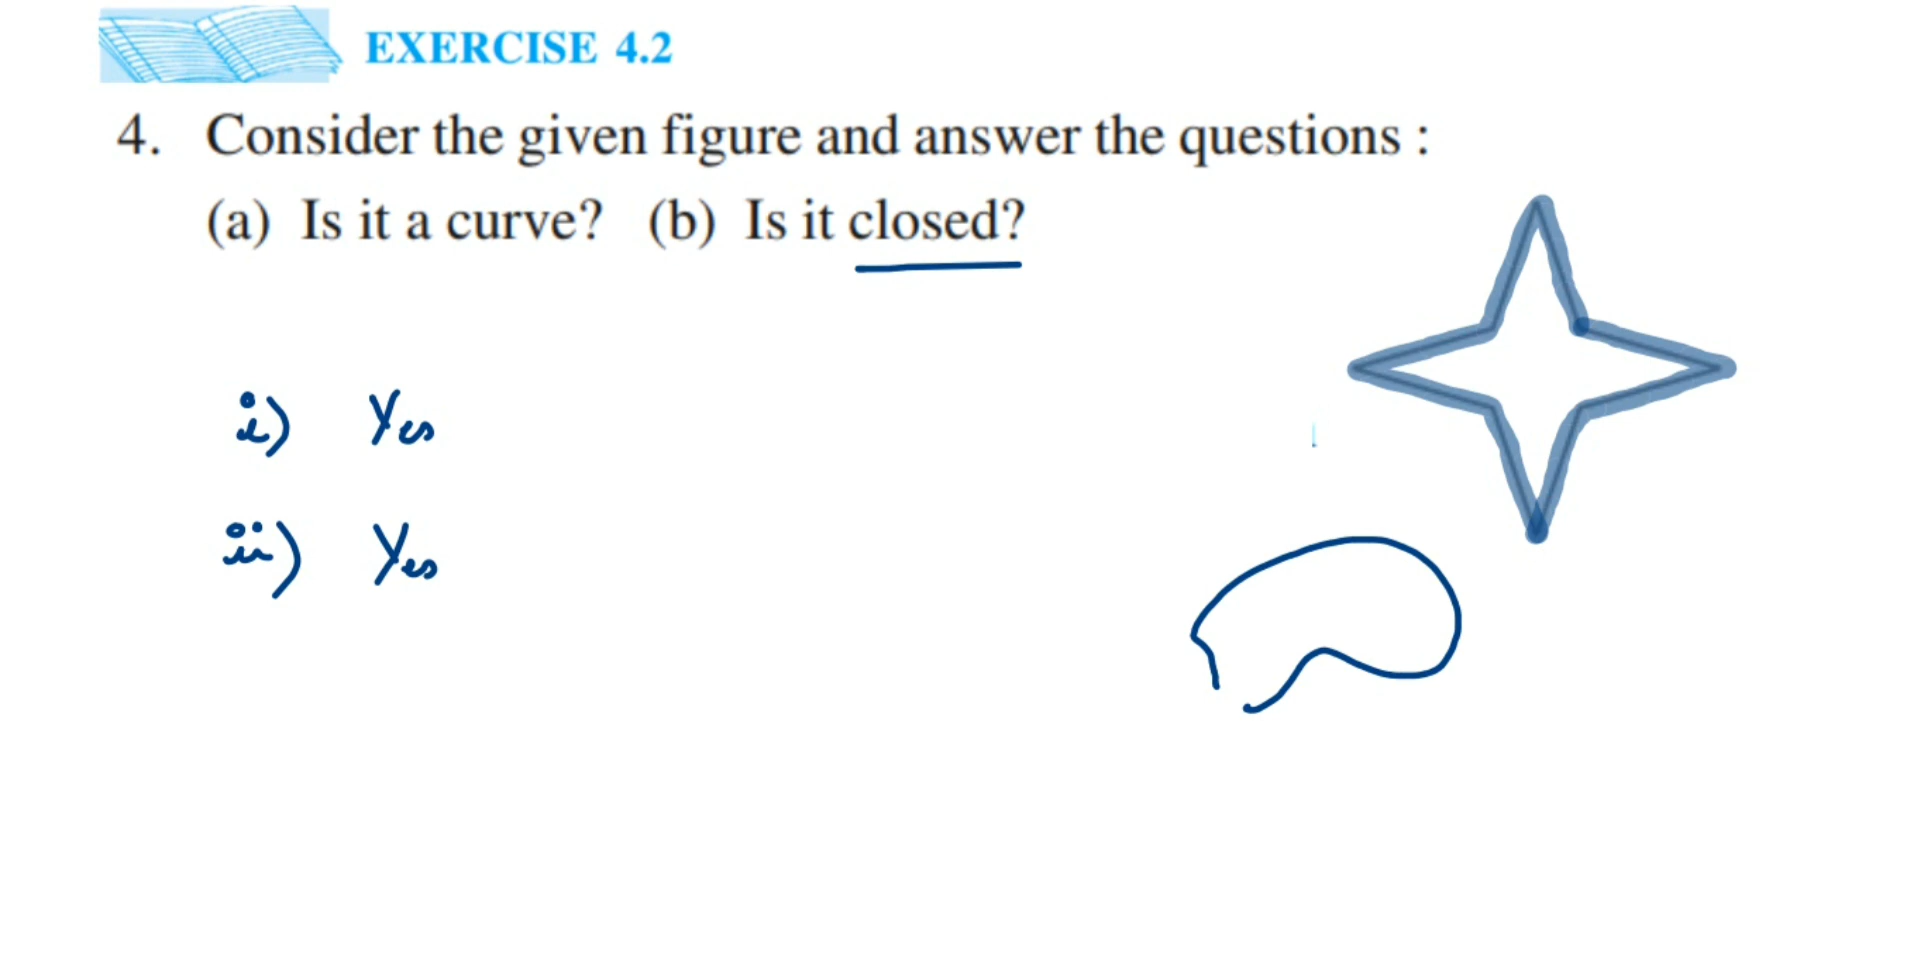 EXERCISE 4.2
4. Consider the given figure and answer the questions :
(a) Is it a curve? (b) Is it closed?
i) Yes
ii) Yes